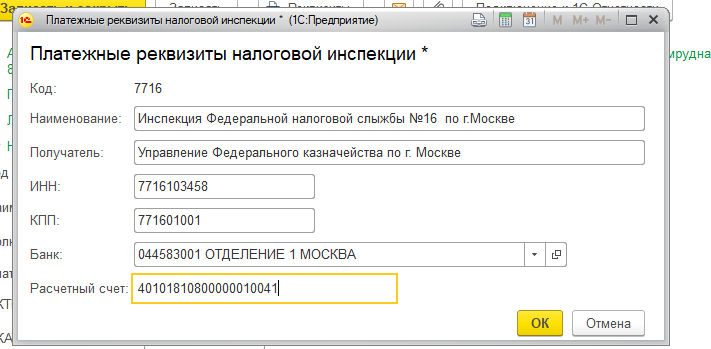 Платежные реквизиты налоговой инспекции * (1С:Предприятие)
M M+ M-
Платежные реквизиты налоговой инспекции *
Код: 7716
Наименование: Инспекция Федеральной налоговой слыжбы №16 по г.Москве
Получатель: Управление Федерального казначейства по г. Москве
ИНН: 7716103458
КПП: 771601001
Банк: 044583001 ОТДЕЛЕНИЕ 1 МОСКВА
Расчетный счет: 40101810800000010041
ОК Отмена